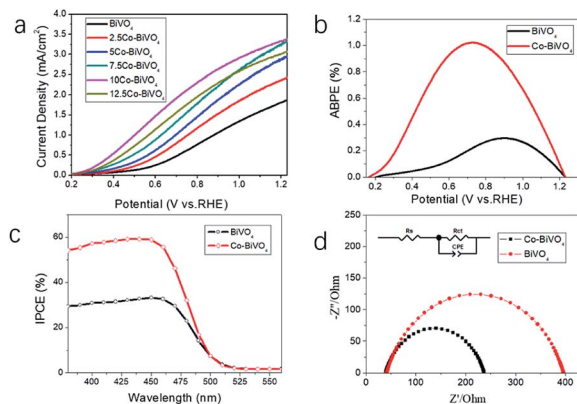 a
Current Density (mA/cm²)
4.0
3.5
3.0
2.5
2.0
1.5
1.0
0.5
0.0
BiVO₄
2.5Co-BiVO₄
5Co-BiVO₄
7.5Co-BiVO₄
10Co-BiVO₄
12.5Co-BiVO₄
0.2 0.4 0.6 0.8 1.0 1.2
Potential (V vs.RHE)
b
ABPE (%)
1.2
1.0
0.8
0.6
0.4
0.2
0.0
BiVO₄
Co-BiVO₄
0.2 0.4 0.6 0.8 1.0 1.2
Potential (V vs.RHE)
c
IPCE (%)
60
40
20
0
BiVO₄
Co-BiVO₄
400 425 450 475 500 525 550
Wavelength (nm)
d
-Z''/Ohm
-250
-200
-150
-100
-50
0
Rs
Rct
CPE
Co-BiVO₄
BiVO₄
0 100 200 300 400
Z'/Ohm